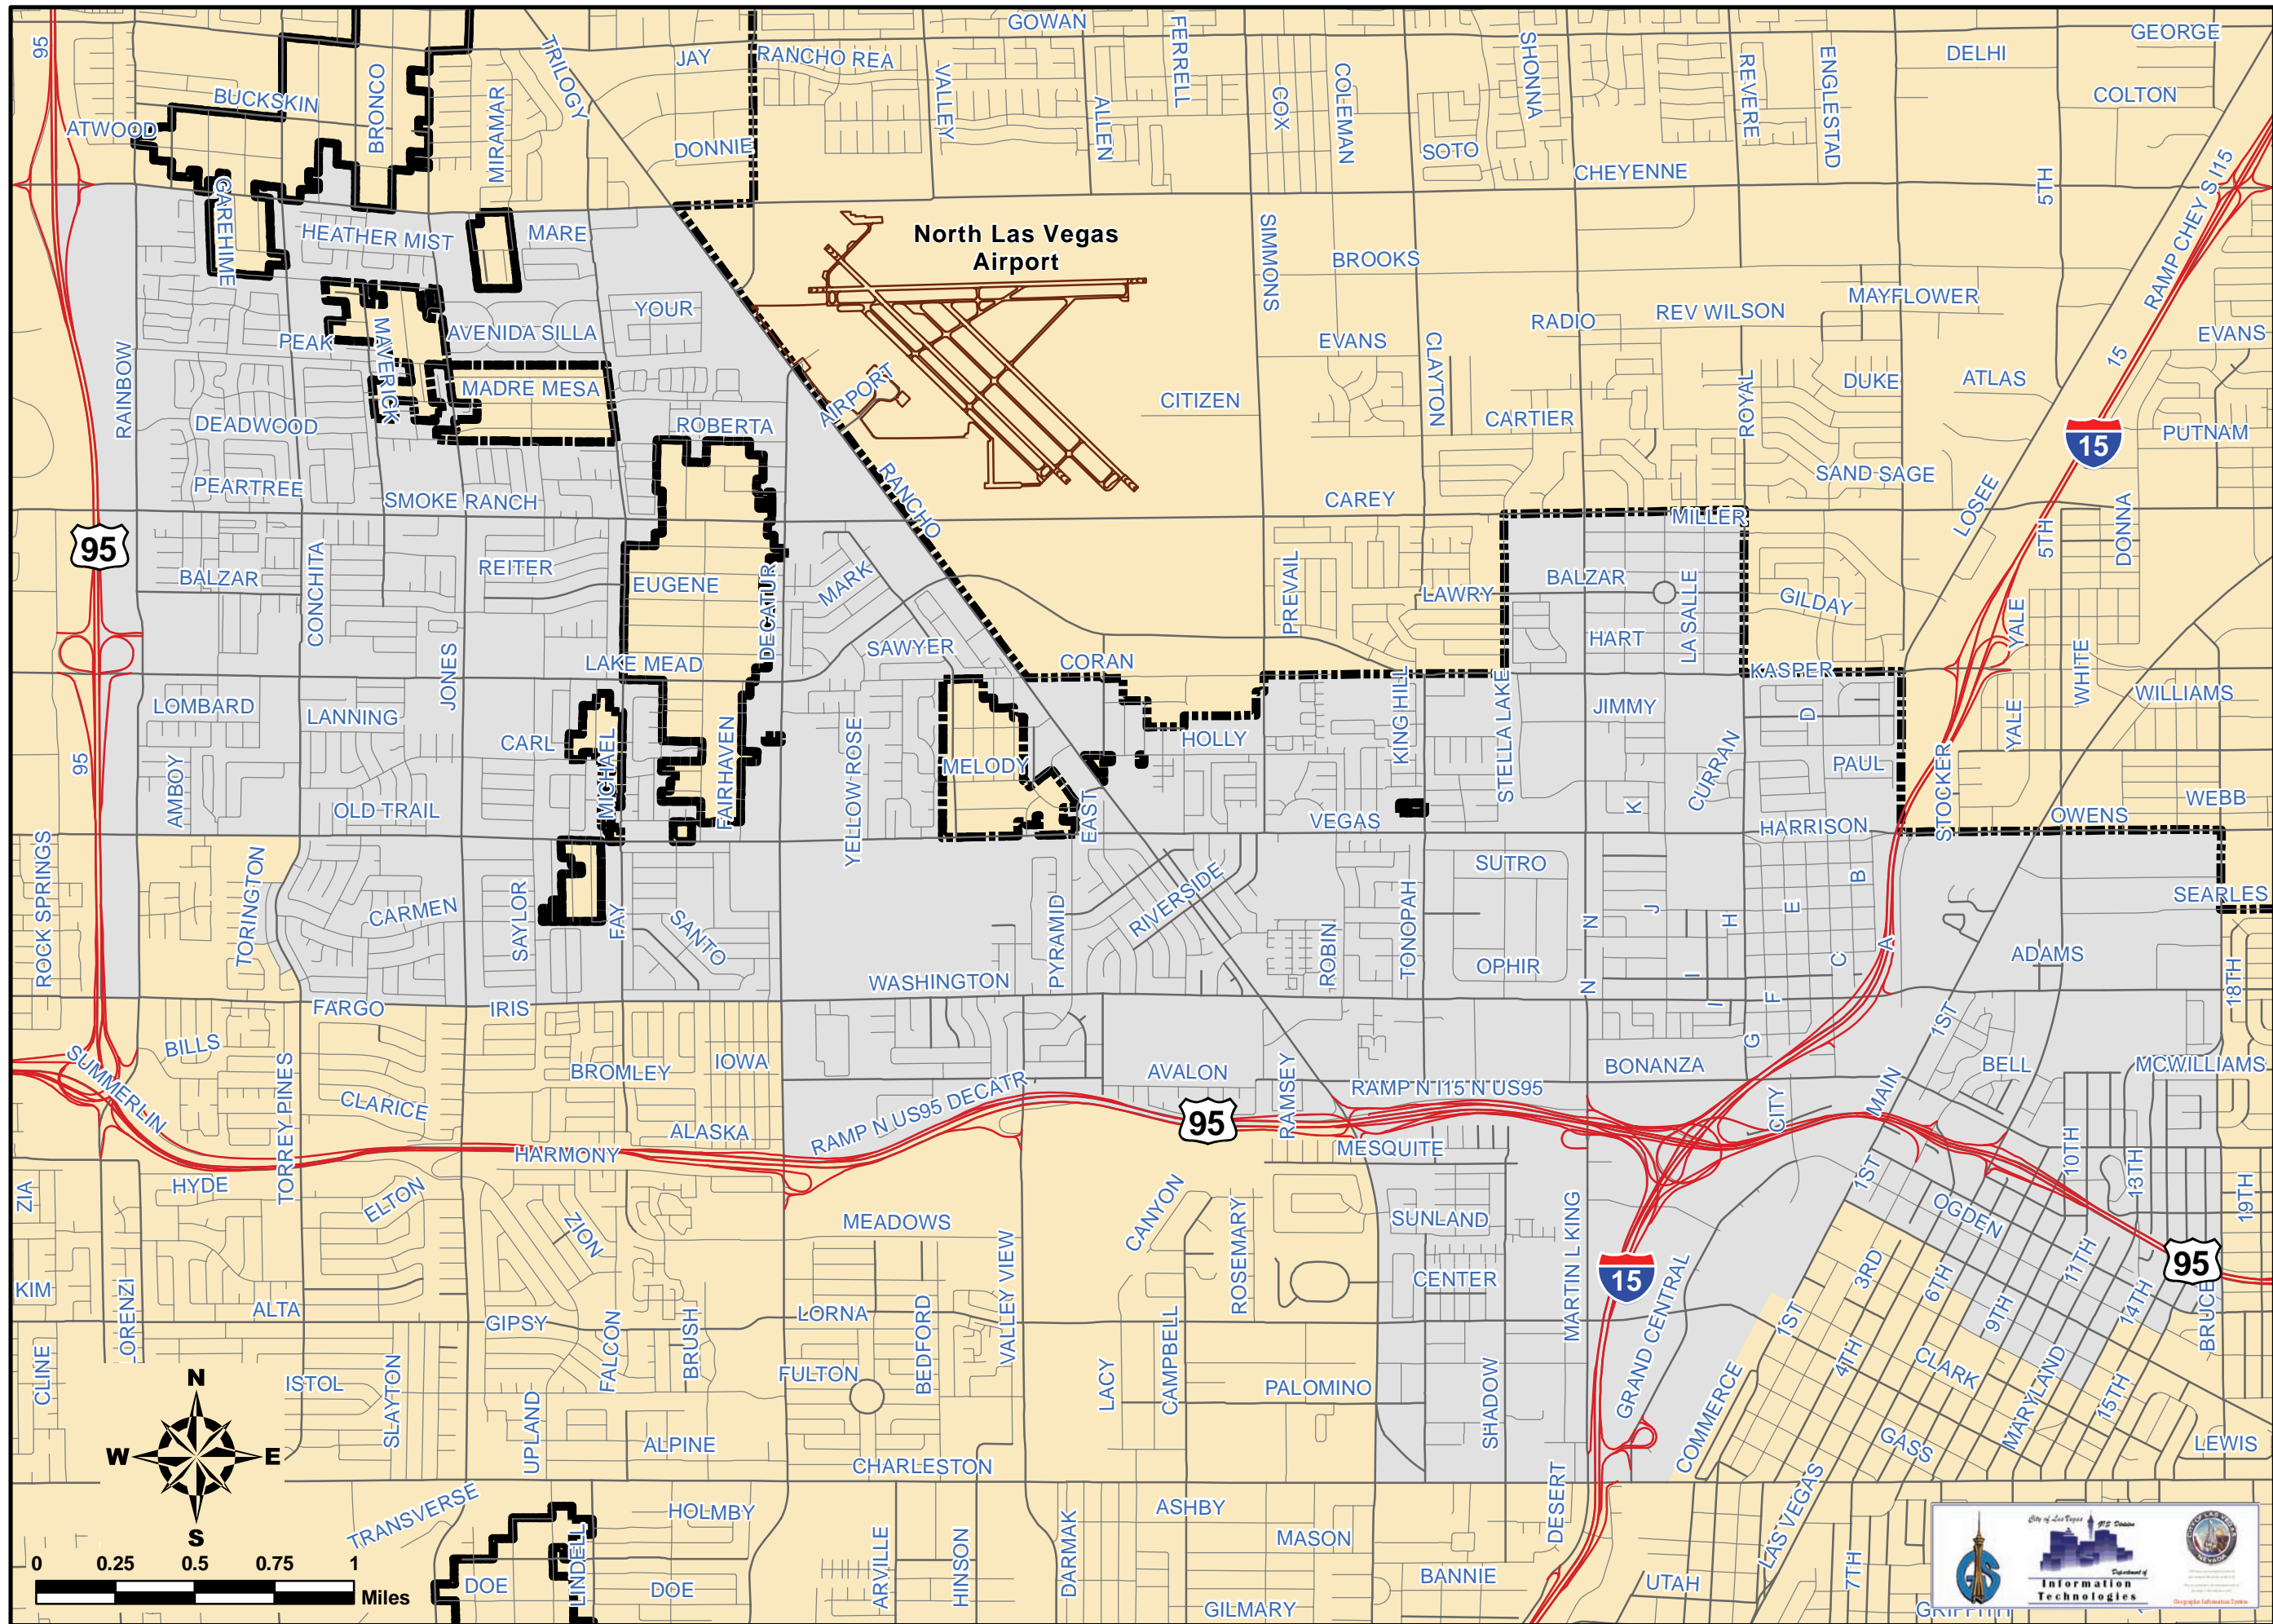 GOWAN
GEORGE
95
TRILOGY
JAY
RANCHO REA
FERRELL
SHONNA
DELHI
VALLEY
COLEMAN
REVERE
ENGLESTAD
BUCKSKIN
BRONCO
MIRAMAR
ALLEN
COX
COLTON
ATWOOD
DONNIE
SOTO
CHEYENNE
5TH
RAMP CHEY S I15
GAREHIME
HEATHER MIST
MARE
North Las Vegas
Airport
SIMMONS
BROOKS
YOUR
MAYFLOWER
REV WILSON
RADIO
PEAK
MAVERICK
AVENIDA SILLA
EVANS
CLAYTON
15
EVANS
RAINBOW
MADRE MESA
AIRPORT
CITIZEN
DUKE
ATLAS
DEADWOOD
ROBERTA
CARTIER
ROYAL
15
PUTNAM
PEARTREE
SMOKE RANCH
RANCHO
CAREY
SAND SAGE
LOSEE
MILLER
5TH
DONNA
95
CONCHITA
BALZAR
REITER
EUGENE
DECATUR
MARK
PREVAIL
LAWRY
BALZAR
LA SALLE
GILDAY
YALE
HART
JONES
LAKE MEAD
SAWYER
CORAN
KASPER
WHITE
LOMBARD
LANNING
KING HILL
STELLA LAKE
JIMMY
D
WILLIAMS
YALE
95
AMBOY
CARL
MICHAEL
FAIRHAVEN
YELLOW ROSE
MELODY
HOLLY
CURRAN
PAUL
STOCKER
OLD TRAIL
EAST
VEGAS
K
HARRISON
WEBB
OWENS
ROCK SPRINGS
TORINGTON
CARMEN
SAYLOR
FAY
SANTO
PYRAMID
RIVERSIDE
ROBIN
TONOPAH
SUTRO
N
J
H
E
B
SEARLES
WASHINGTON
OPHIR
N
I
C
A
ADAMS
18TH
FARGO
IRIS
I
F
1ST
BILLS
SUMMERLIN
TORREY PINES
BROMLEY
IOWA
AVALON
RAMSEY
G
BONANZA
BELL
MCWILLIAMS
CLARICE
RAMP N US95 DECATR
RAMP N I15 N US95
CITY
MAIN
95
ALASKA
HARMONY
MESQUITE
10TH
13TH
ZIA
HYDE
ELTON
ZION
MEADOWS
CANYON
ROSEMARY
SUNLAND
MARTIN L KING
1ST
OGDEN
19TH
KIM
LORENZI
ALTA
GIPSY
FALCON
BRUSH
LORNA
BEDFORD
VALLEY VIEW
CAMPBELL
CENTER
15
GRAND CENTRAL
3RD
6TH
9TH
11TH
14TH
95
BRUCE
1ST
CLINE
ISTOL
SLAYTON
UPLAND
FULTON
LACY
PALOMINO
SHADOW
COMMERCE
4TH
CLARK
MARYLAND
15TH
N
W
E
S
ALPINE
CHARLESTON
GASS
LEWIS
TRANSVERSE
HOLMBY
ASHBY
DESERT
LAS VEGAS
LINDELL
ARVILLE
HINSON
DARMAK
MASON
7TH
0 0.25 0.5 0.75 1
Miles
DOE
DOE
BANNIE
UTAH
GILMARY
GRIFFITH
City of Las Vegas
GIS Division
GIS
Department of
Information
Technologies
Geographic Information System